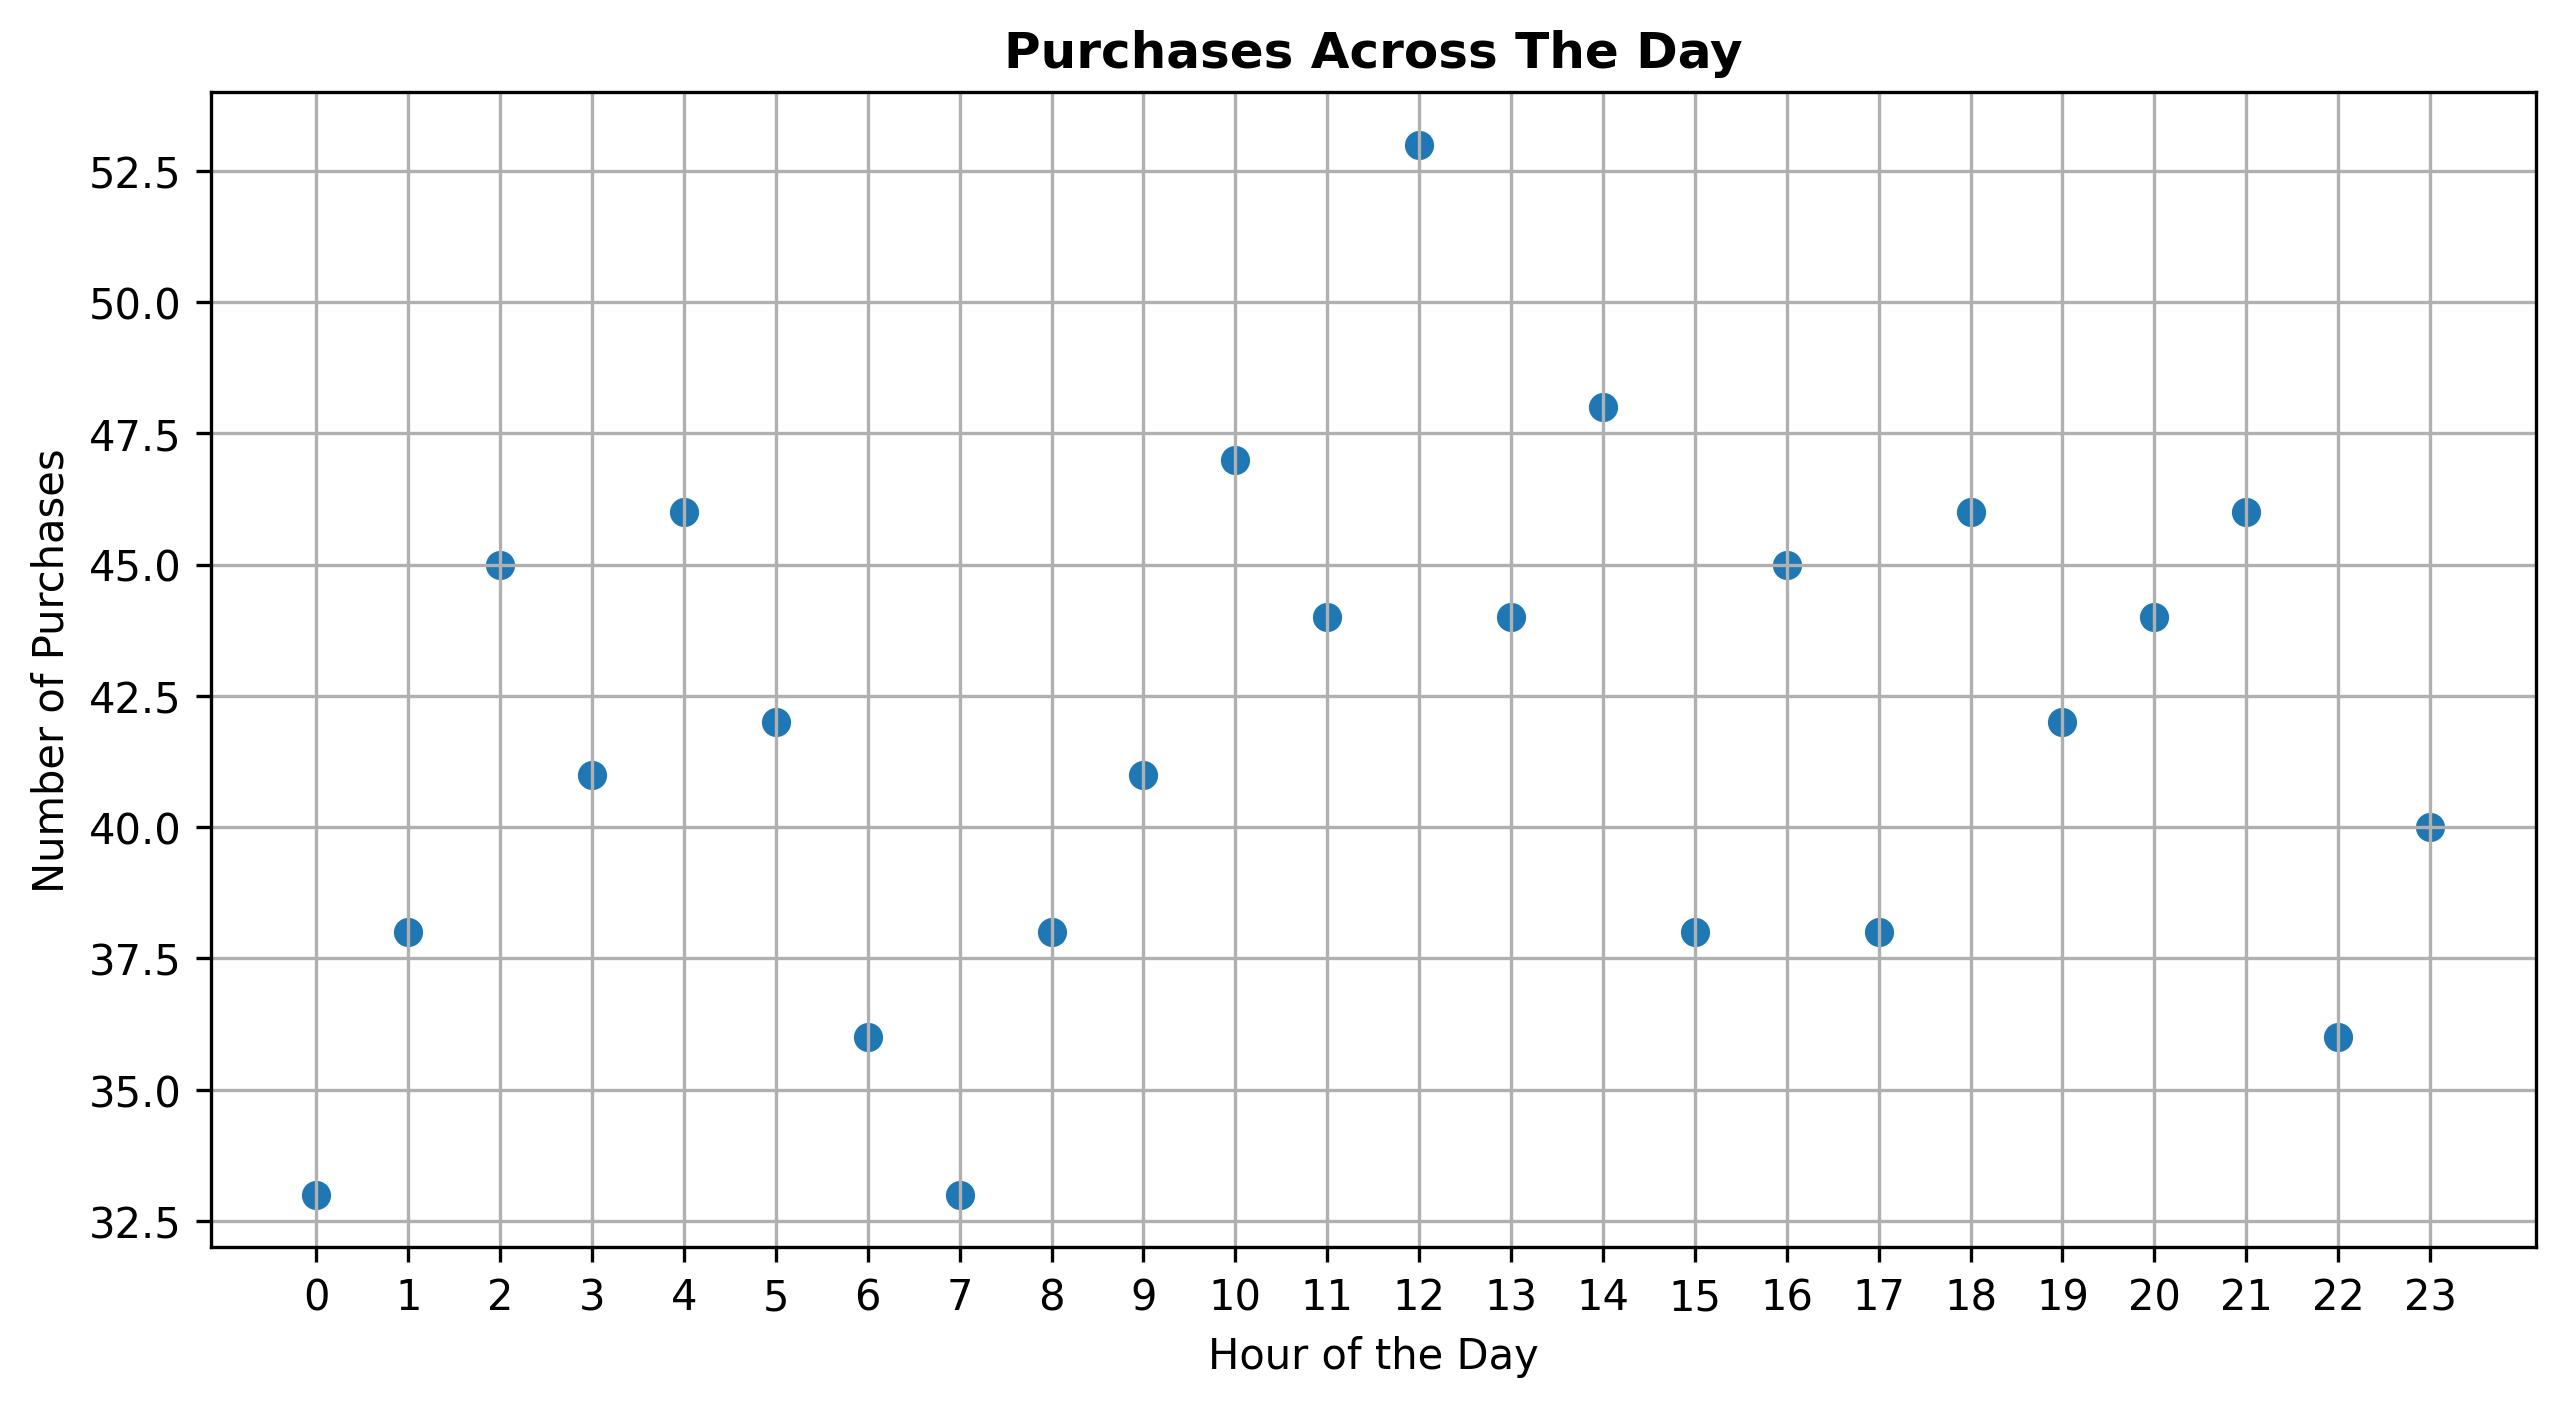 Purchases Across The Day
Number of Purchases
52.5
50.0
47.5
45.0
42.5
40.0
37.5
35.0
32.5
0 1 2 3 4 5 6 7 8 9 10 11 12 13 14 15 16 17 18 19 20 21 22 23
Hour of the Day